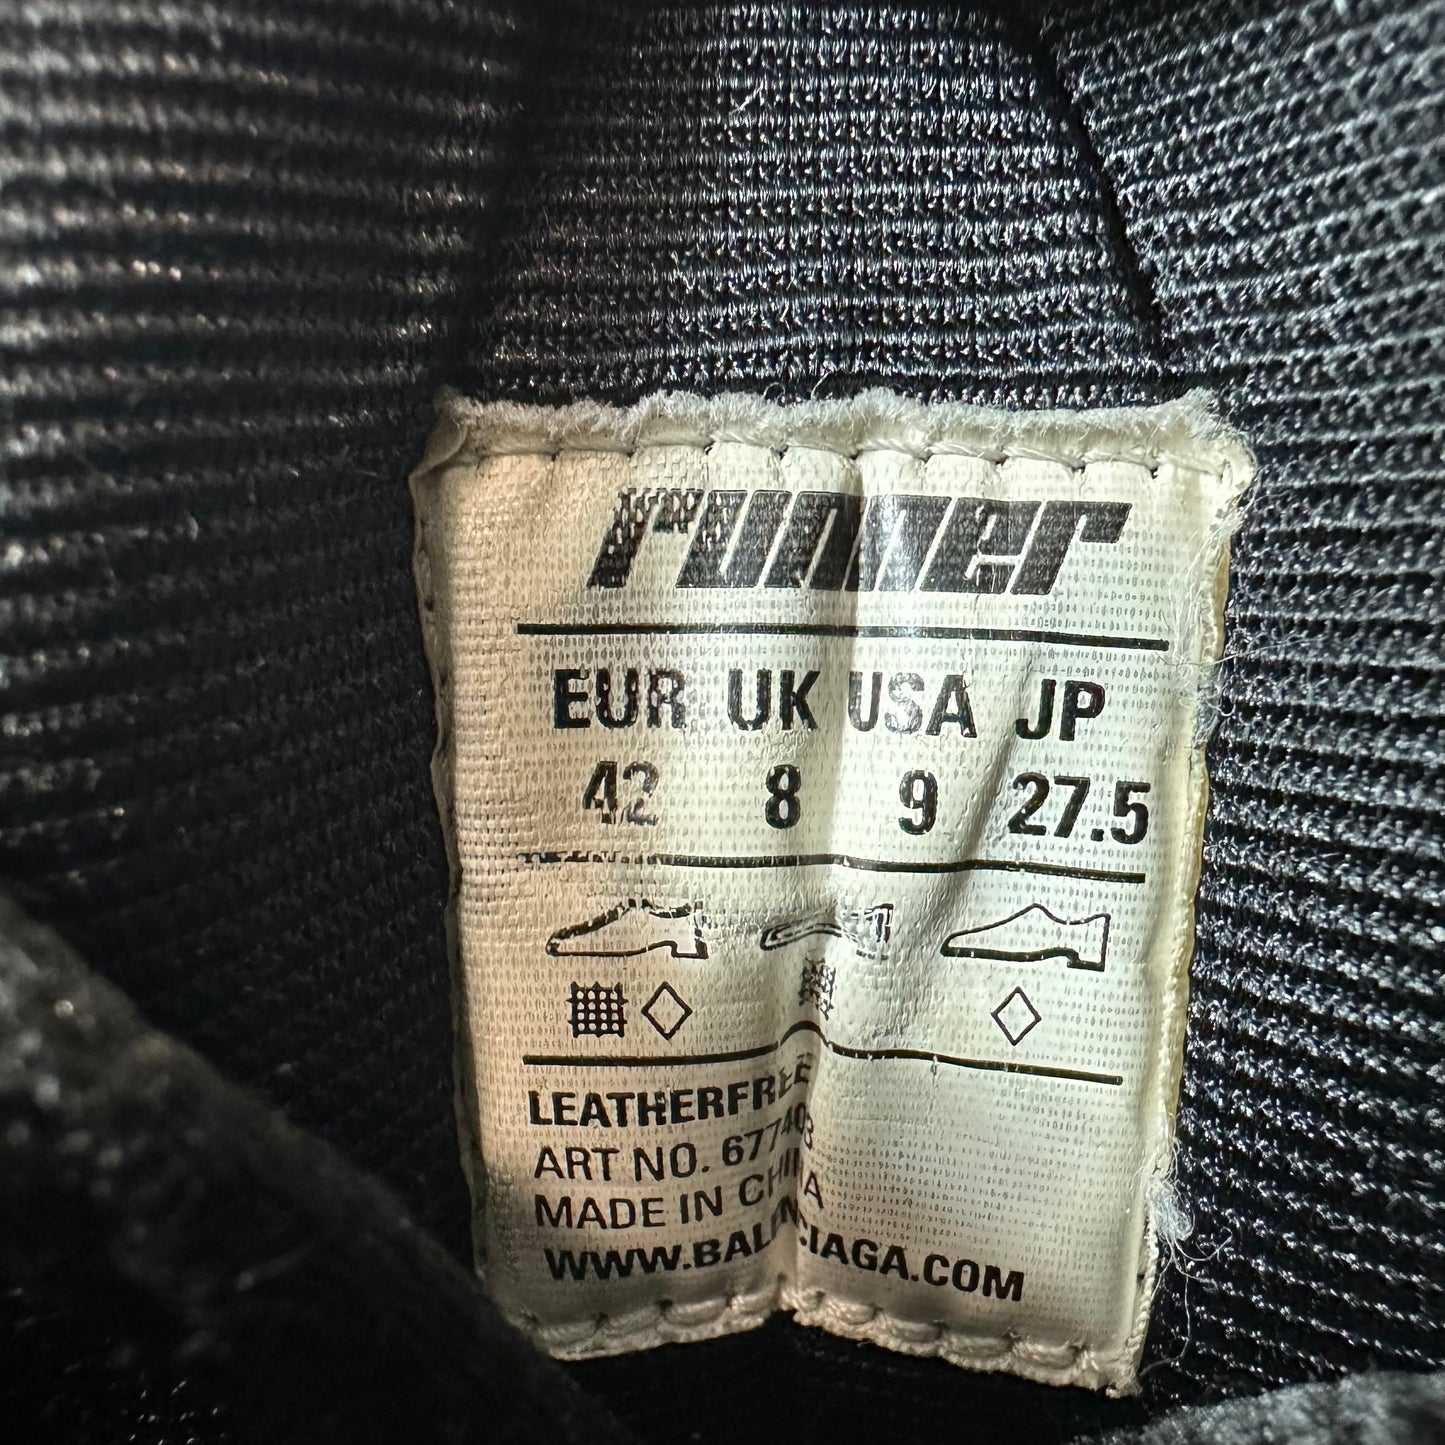 runner
EUR UK USA JP
42 8 9 27.5
LEATHERFREE
ART NO. 677403
MADE IN CHINA
WWW.BALENCIAGA.COM